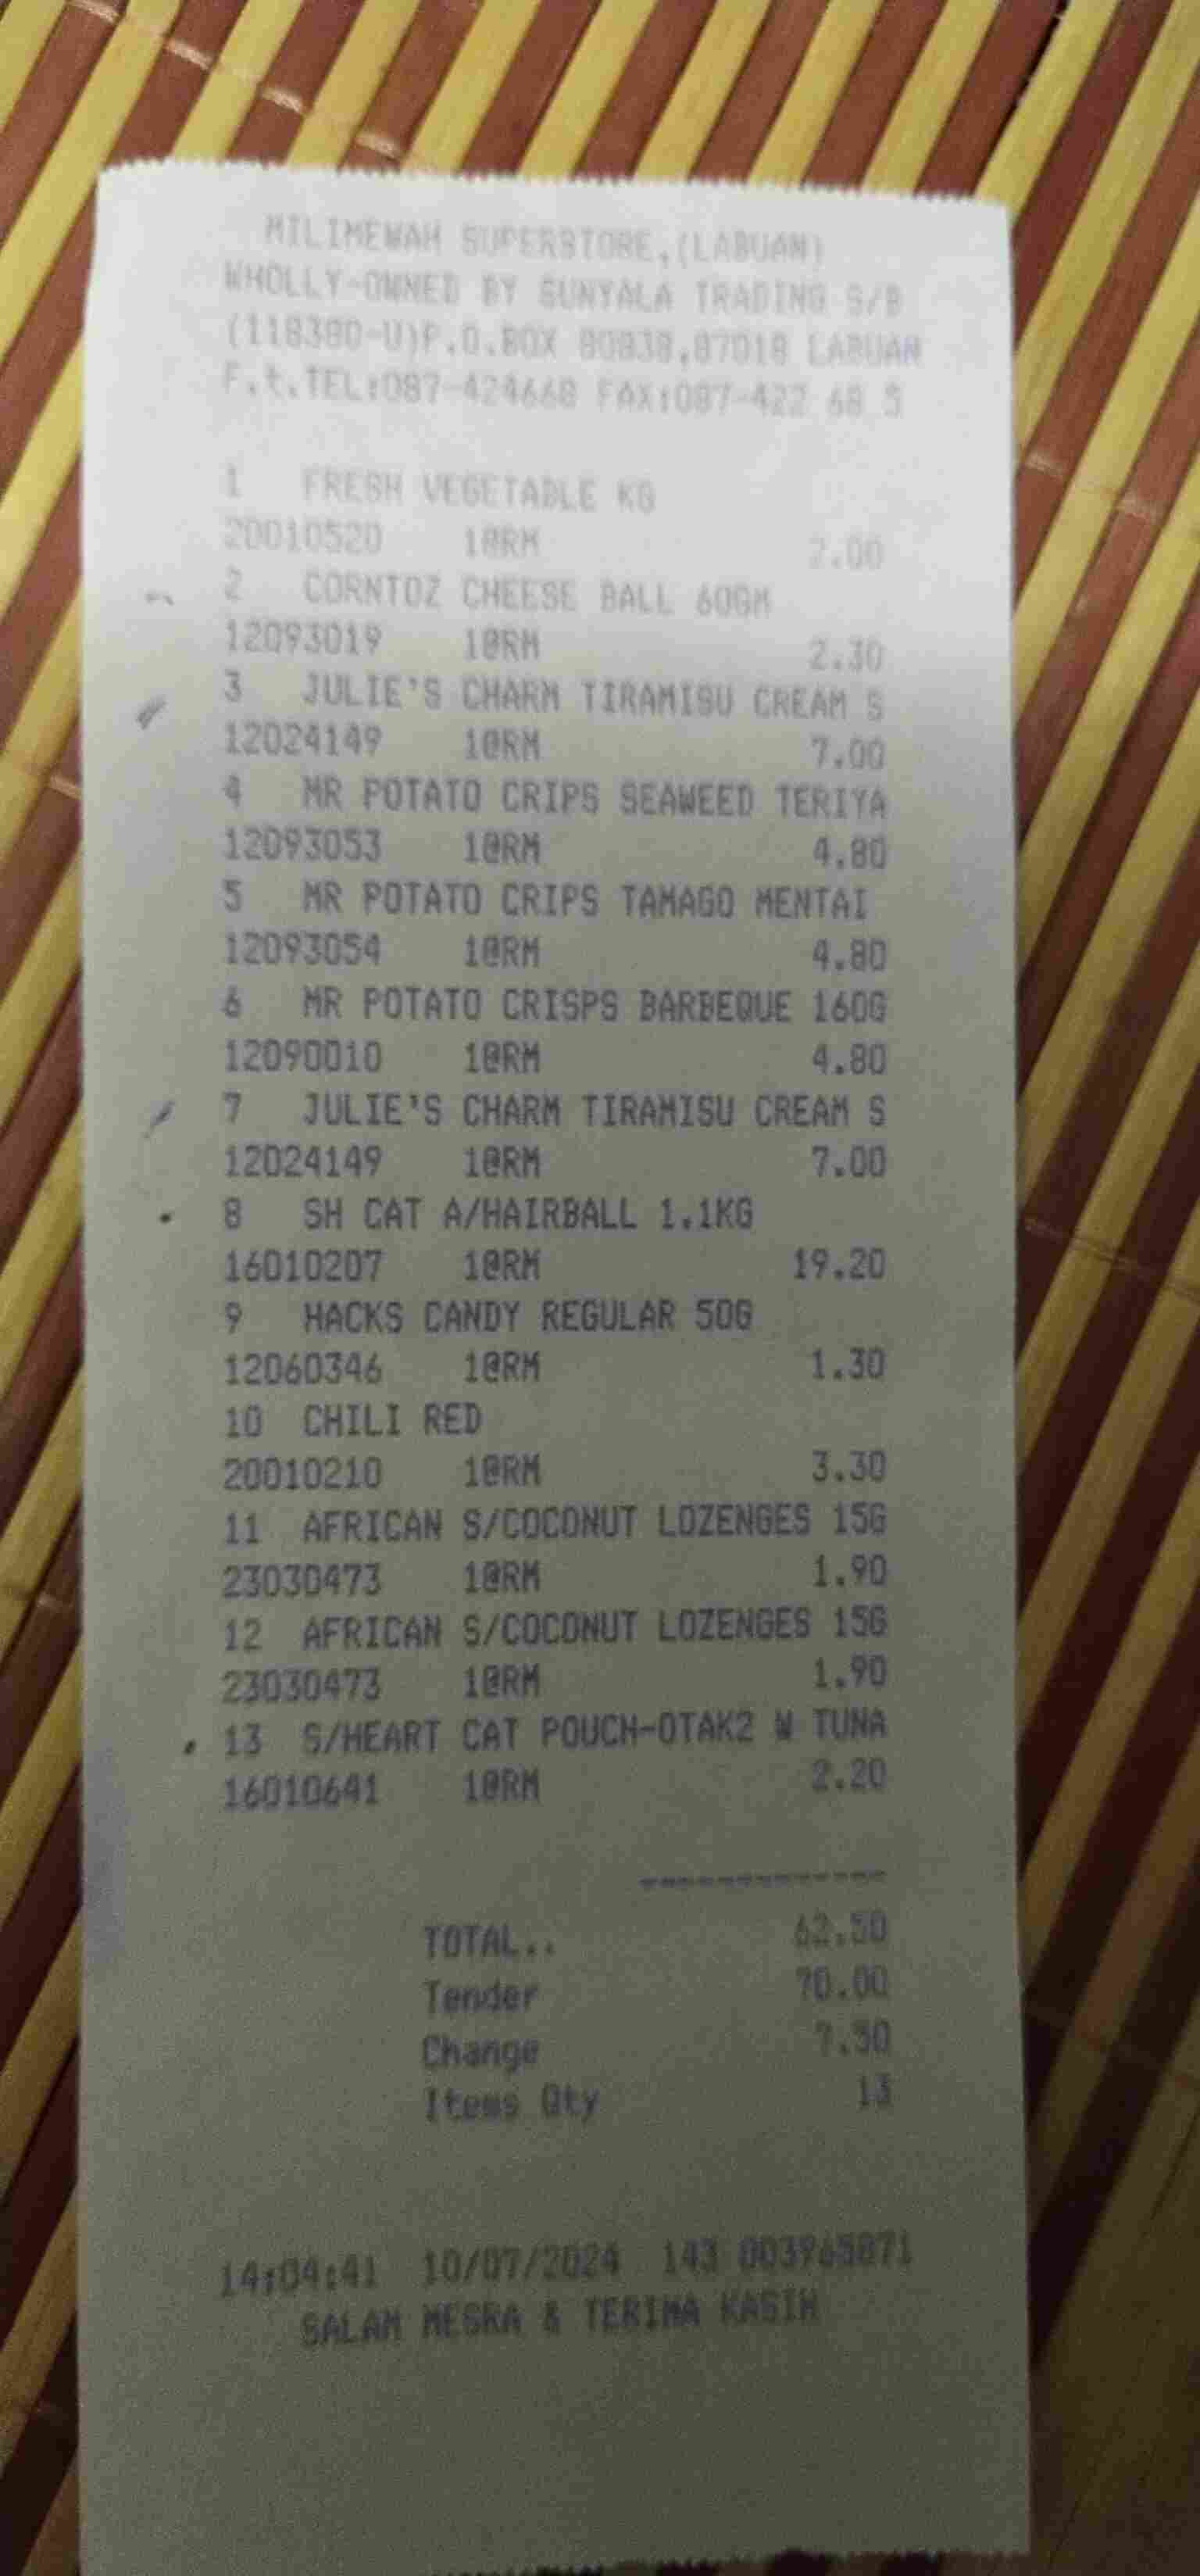 MILIMEWAH SUPERSTORE,(LABUAN)
WHOLLY-OWNED BY SUNYALA TRADING S/B
(118380-U)P.O.BOX 80838,87018 LABUAN
F.t.TEL:087-424668 FAX:087-422 68 5
1 FRESH VEGETABLE KG
20010520 1@RM 2.00
2 CORNTOZ CHEESE BALL 60GM
12093019 1@RM 2.30
3 JULIE'S CHARM TIRAMISU CREAM S
12024149 1@RM 7.00
4 MR POTATO CRIPS SEAWEED TERIYA
12093053 1@RM 4.80
5 MR POTATO CRIPS TAMAGO MENTAI
12093054 1@RM 4.80
6 MR POTATO CRISPS BARBEQUE 160G
12090010 1@RM 4.80
7 JULIE'S CHARM TIRAMISU CREAM S
12024149 1@RM 7.00
8 SH CAT A/HAIRBALL 1.1KG
16010207 1@RM 19.20
9 HACKS CANDY REGULAR 50G
12060346 1@RM 1.30
10 CHILI RED
20010210 1@RM 3.30
11 AFRICAN S/COCONUT LOZENGES 15G
23030473 1@RM 1.90
12 AFRICAN S/COCONUT LOZENGES 15G
23030473 1@RM 1.90
13 S/HEART CAT POUCH-OTAK2 W TUNA
16010641 1@RM 2.20
------------
TOTAL.. 62.50
Tender 70.00
Change 7.50
Items Qty 13
14:04:41 10/07/2024 143 003965071
SALAM MESRA & TERIMA KASIH